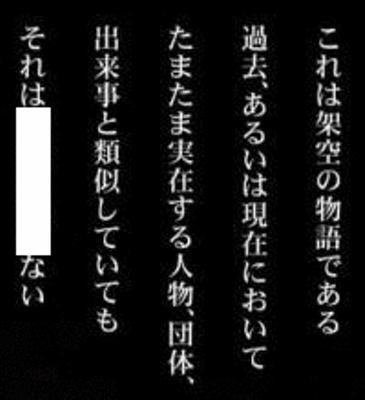 これは架空の物語である
過去、あるいは現在において
たまたま実在する人物、団体、
出来事と類似していても
それは
ない